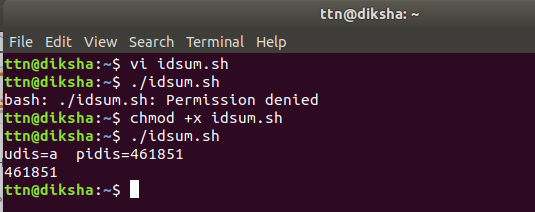 ttn@diksha: ~
File Edit View Search Terminal Help
ttn@diksha:~$ vi idsum.sh
ttn@diksha:~$ ./idsum.sh
bash: ./idsum.sh: Permission denied
ttn@diksha:~$ chmod +x idsum.sh
ttn@diksha:~$ ./idsum.sh
udis=a  pidis=461851
461851
ttn@diksha:~$